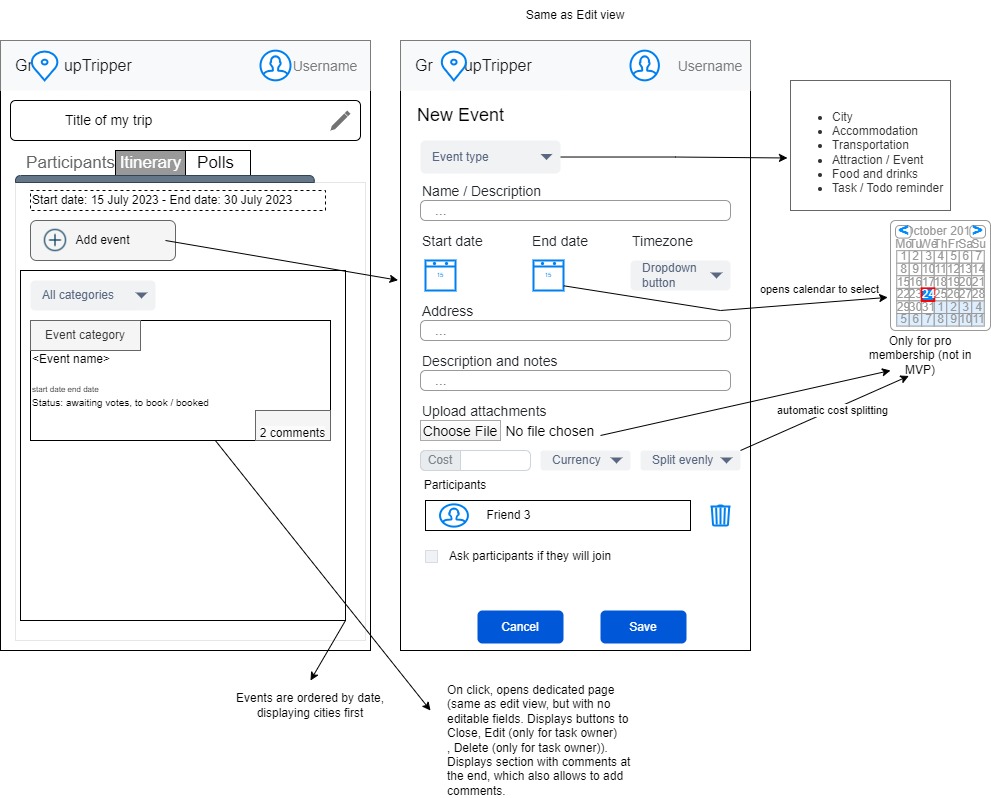 Same as Edit view
Gr upTripper
Username
Title of my trip
Participants
Itinerary
Polls
Start date: 15 July 2023 - End date: 30 July 2023
Add event
All categories
Event category
<Event name>
start date end date
Status: awaiting votes, to book / booked
2 comments
Events are ordered by date,
displaying cities first
Gr upTripper
Username
New Event
Event type
Name / Description
...
Start date
End date
Timezone
15
15
Dropdown
button
Address
...
Description and notes
...
Upload attachments
Choose File No file chosen
Cost
Currency
Split evenly
Participants
Friend 3
Ask participants if they will join
Cancel
Save
On click, opens dedicated page
(same as edit view, but with no
editable fields. Displays buttons to
Close, Edit (only for task owner)
, Delete (only for task owner)).
Displays section with comments at
the end, which also allows to add
comments.
• City
• Accommodation
• Transportation
• Attraction / Event
• Food and drinks
• Task / Todo reminder
opens calendar to select
< October 201 >
Mo Tu We Th Fr Sa Su
1 2 3 4 5 6 7
8 9 10 11 12 13 14
15 16 17 18 19 20 21
22 23 24 25 26 27 28
29 30 31 1 2 3 4
5 6 7 8 9 10 11
Only for pro
membership (not in
MVP)
automatic cost splitting